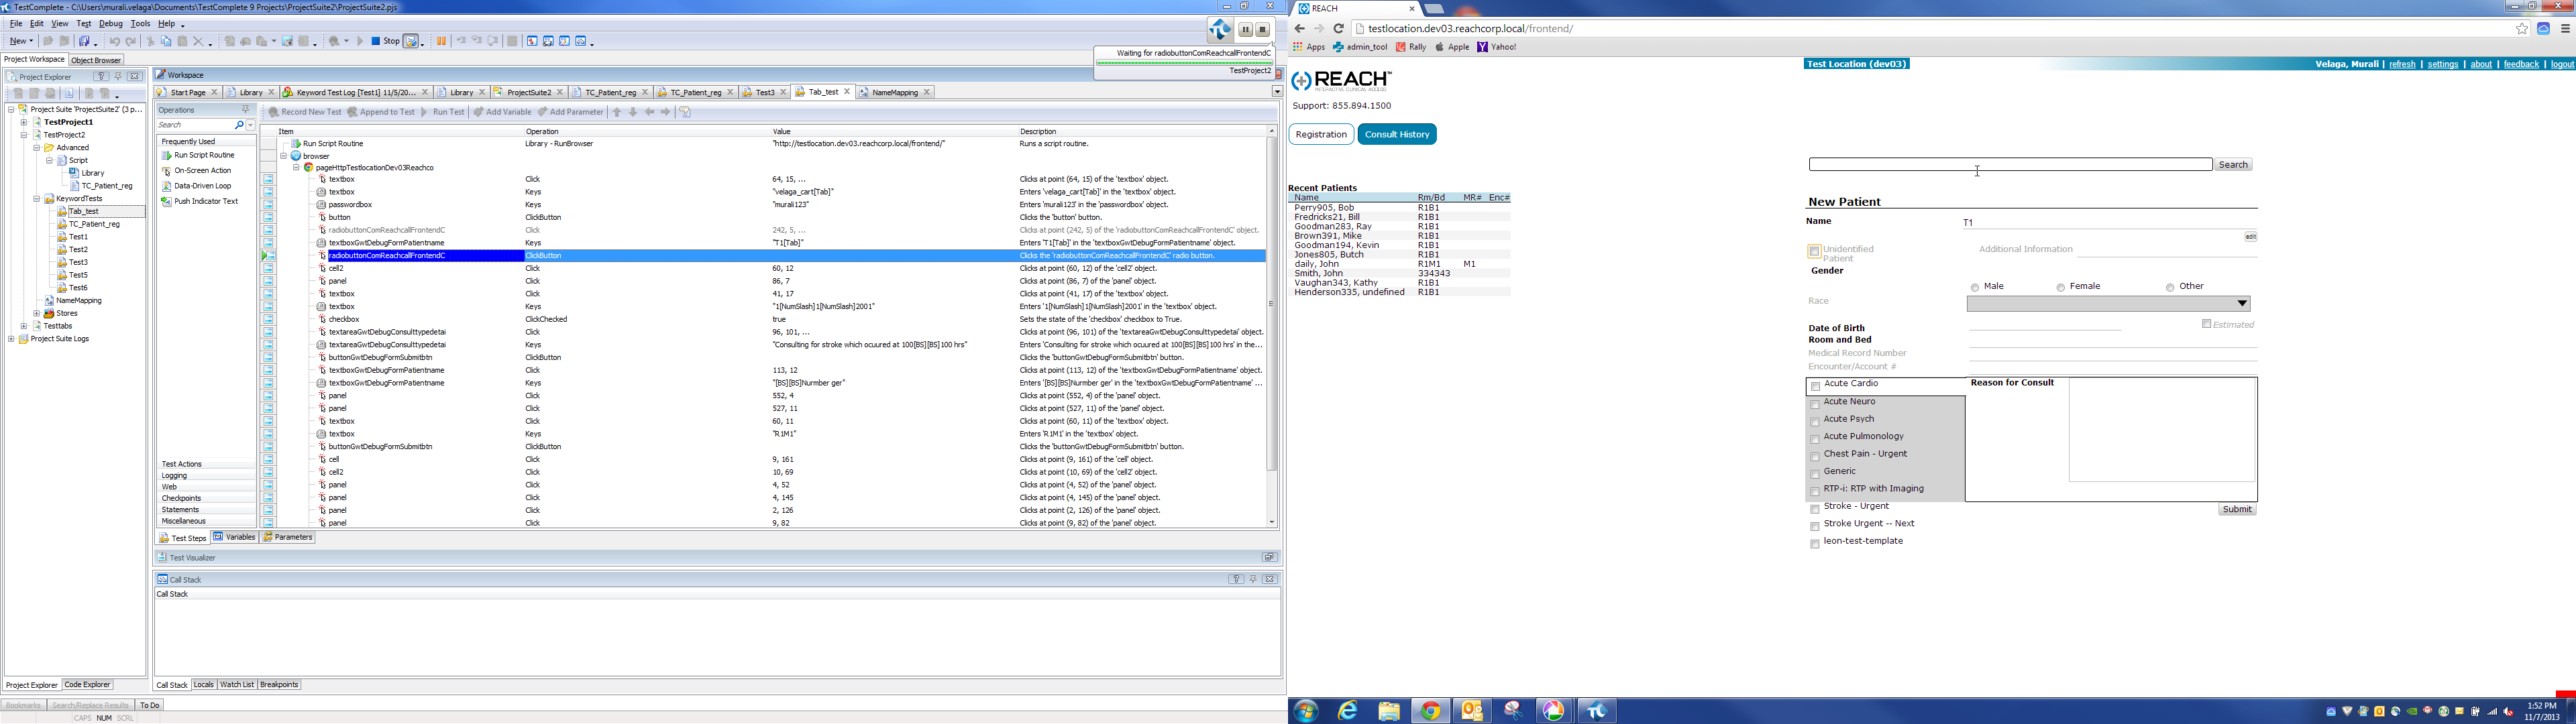 TestComplete - C:\Users\murali.velaga\Documents\TestComplete 9 Projects\ProjectSuite2\ProjectSuite2.pjs
File Edit View Test Debug Tools Help
New Stop
Waiting for radiobuttonComReachcallFrontendC
TestProject2
Project Workspace Object Browser
Project Explorer
Project Suite 'ProjectSuite2' (3 p...
TestProject1
TestProject2
Advanced
Script
Library
TC_Patient_reg
KeywordTests
Tab_test
TC_Patient_reg
Test1
Test2
Test3
Test5
Test6
NameMapping
Stores
Testtabs
Project Suite Logs
Project Explorer Code Explorer
Workspace
Start Page Library Keyword Test Log [Test1] 11/5/20... Library ProjectSuite2 TC_Patient_reg TC_Patient_reg Test3 Tab_test NameMapping
Operations
Search
Frequently Used
Run Script Routine
On-Screen Action
Data-Driven Loop
Push Indicator Text
Test Actions
Logging
Web
Checkpoints
Statements
Miscellaneous
Record New Test Append to Test Run Test Add Variable Add Parameter
Item Operation Value Description
Run Script Routine Library - RunBrowser "http://testlocation.dev03.reachcorp.local/frontend/" Runs a script routine.
browser
pageHttpTestlocationDev03Reachco
textbox Click 64, 15, ... Clicks at point (64, 15) of the 'textbox' object.
textbox Keys "velaga_cart[Tab]" Enters 'velaga_cart[Tab]' in the 'textbox' object.
passwordbox Keys "murali123" Enters 'murali123' in the 'passwordbox' object.
button ClickButton Clicks the 'button' button.
radiobuttonComReachcallFrontendC Click 242, 5, ... Clicks at point (242, 5) of the 'radiobuttonComReachcallFrontendC' object.
textboxGwtDebugFormPatientname Keys "T1[Tab]" Enters 'T1[Tab]' in the 'textboxGwtDebugFormPatientname' object.
radiobuttonComReachcallFrontendC ClickButton Clicks the 'radiobuttonComReachcallFrontendC' radio button.
cell2 Click 60, 12 Clicks at point (60, 12) of the 'cell2' object.
panel Click 86, 7 Clicks at point (86, 7) of the 'panel' object.
textbox Click 41, 17 Clicks at point (41, 17) of the 'textbox' object.
textbox Keys "1[NumSlash]1[NumSlash]2001" Enters '1[NumSlash]1[NumSlash]2001' in the 'textbox' object.
checkbox ClickChecked true Sets the state of the 'checkbox' checkbox to True.
textareaGwtDebugConsulttypedetai Click 96, 101, ... Clicks at point (96, 101) of the 'textareaGwtDebugConsulttypedetai' object.
textareaGwtDebugConsulttypedetai Keys "Consulting for stroke which ocuured at 100[BS][BS]100 hrs" Enters 'Consulting for stroke which ocuured at 100[BS][BS]100 hrs' in the...
buttonGwtDebugFormSubmitbtn ClickButton Clicks the 'buttonGwtDebugFormSubmitbtn' button.
textboxGwtDebugFormPatientname Click 113, 12 Clicks at point (113, 12) of the 'textboxGwtDebugFormPatientname' object.
textboxGwtDebugFormPatientname Keys "[BS][BS]Nurmber ger" Enters '[BS][BS]Nurmber ger' in the 'textboxGwtDebugFormPatientname' ...
panel Click 552, 4 Clicks at point (552, 4) of the 'panel' object.
panel Click 527, 11 Clicks at point (527, 11) of the 'panel' object.
textbox Click 60, 11 Clicks at point (60, 11) of the 'textbox' object.
textbox Keys "R1M1" Enters 'R1M1' in the 'textbox' object.
buttonGwtDebugFormSubmitbtn ClickButton Clicks the 'buttonGwtDebugFormSubmitbtn' button.
cell Click 9, 161 Clicks at point (9, 161) of the 'cell' object.
cell2 Click 10, 69 Clicks at point (10, 69) of the 'cell2' object.
panel Click 4, 52 Clicks at point (4, 52) of the 'panel' object.
panel Click 4, 145 Clicks at point (4, 145) of the 'panel' object.
panel Click 2, 126 Clicks at point (2, 126) of the 'panel' object.
panel Click 9, 82 Clicks at point (9, 82) of the 'panel' object.
Test Steps Variables Parameters
Test Visualizer
Call Stack
Call Stack
Call Stack Locals Watch List Breakpoints
Bookmarks Search/Replace Results To Do
CAPS NUM SCRL
REACH
testlocation.dev03.reachcorp.local/frontend/
Apps admin_tool Rally Apple Yahoo!
Test Location (dev03) Velaga, Murali | refresh | settings | about | feedback | logout
REACH™
INTERACTIVE CLINICAL ACCESS
Support: 855.894.1500
Registration Consult History
Search
Recent Patients
Name Rm/Bd MR# Enc#
Perry905, Bob R1B1
Fredricks21, Bill R1B1
Goodman283, Ray R1B1
Brown391, Mike R1B1
Goodman194, Kevin R1B1
Jones805, Butch R1B1
daily, John R1M1 M1
Smith, John 334343
Vaughan343, Kathy R1B1
Henderson335, undefined R1B1
New Patient
Name T1
edit
Unidentified Patient Additional Information
Gender
Male Female Other
Race
Date of Birth Estimated
Room and Bed
Medical Record Number
Encounter/Account #
Acute Cardio Reason for Consult
Acute Neuro
Acute Psych
Acute Pulmonology
Chest Pain - Urgent
Generic
RTP-i: RTP with Imaging
Stroke - Urgent
Submit
Stroke Urgent -- Next
leon-test-template
1:52 PM
11/7/2013